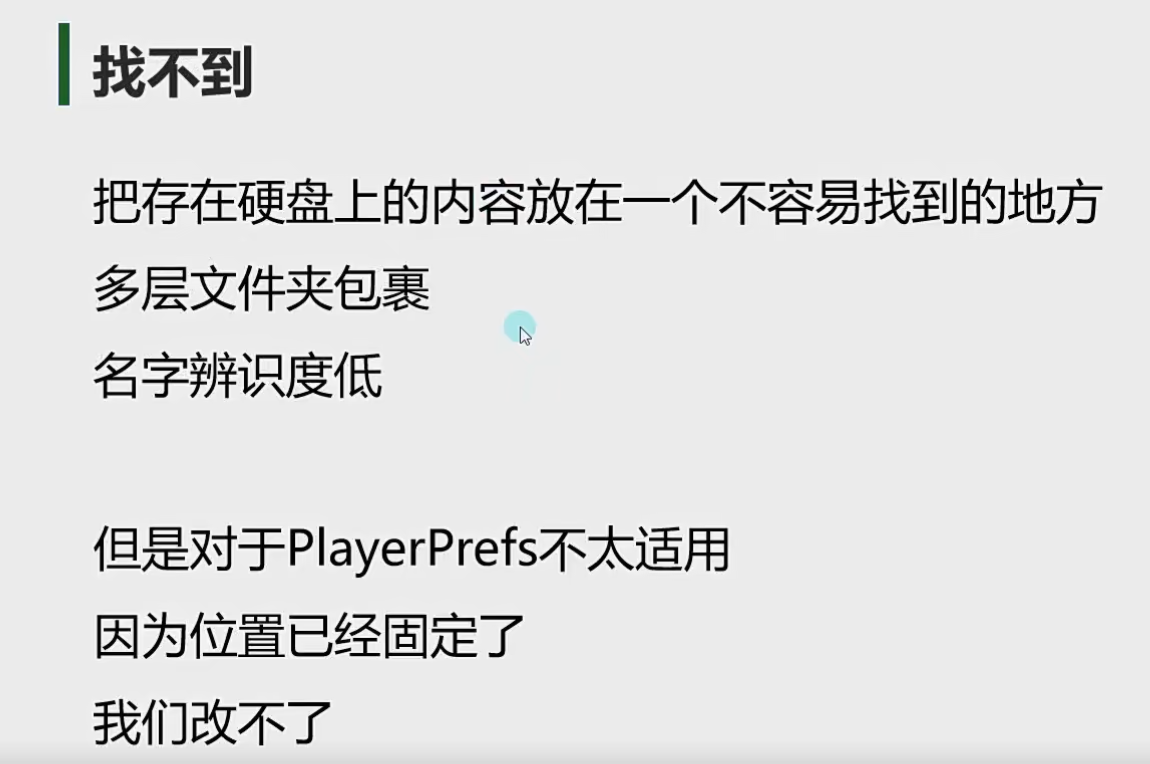 找不到
把存在硬盘上的内容放在一个不容易找到的地方
多层文件夹包裹
名字辨识度低
但是对于PlayerPrefs不太适用
因为位置已经固定了
我们改不了